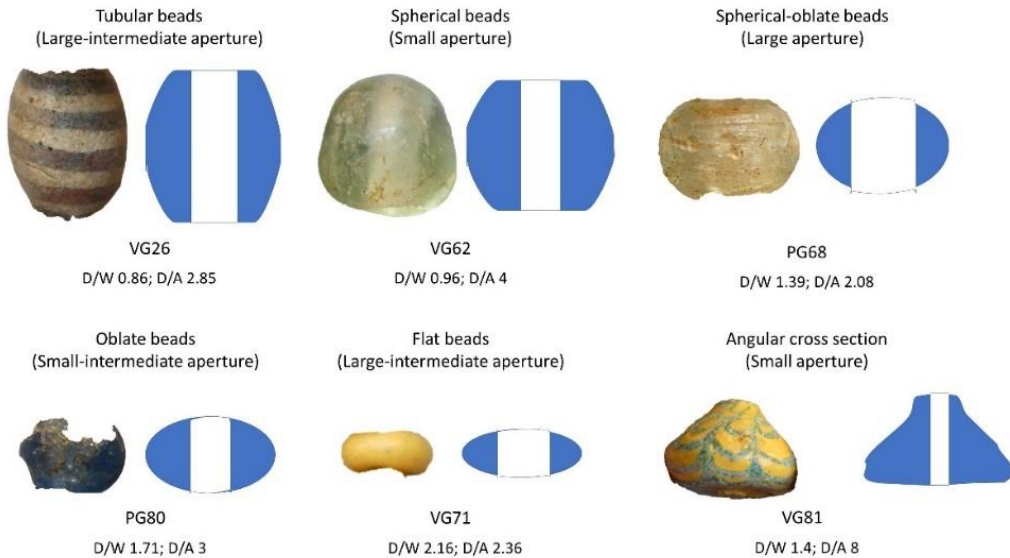 Tubular beads
(Large-intermediate aperture)
Spherical beads
(Small aperture)
Spherical-oblate beads
(Large aperture)
VG26
D/W 0.86; D/A 2.85
VG62
D/W 0.96; D/A 4
PG68
D/W 1.39; D/A 2.08
Oblate beads
(Small-intermediate aperture)
Flat beads
(Large-intermediate aperture)
Angular cross section
(Small aperture)
PG80
D/W 1.71; D/A 3
VG71
D/W 2.16; D/A 2.36
VG81
D/W 1.4; D/A 8